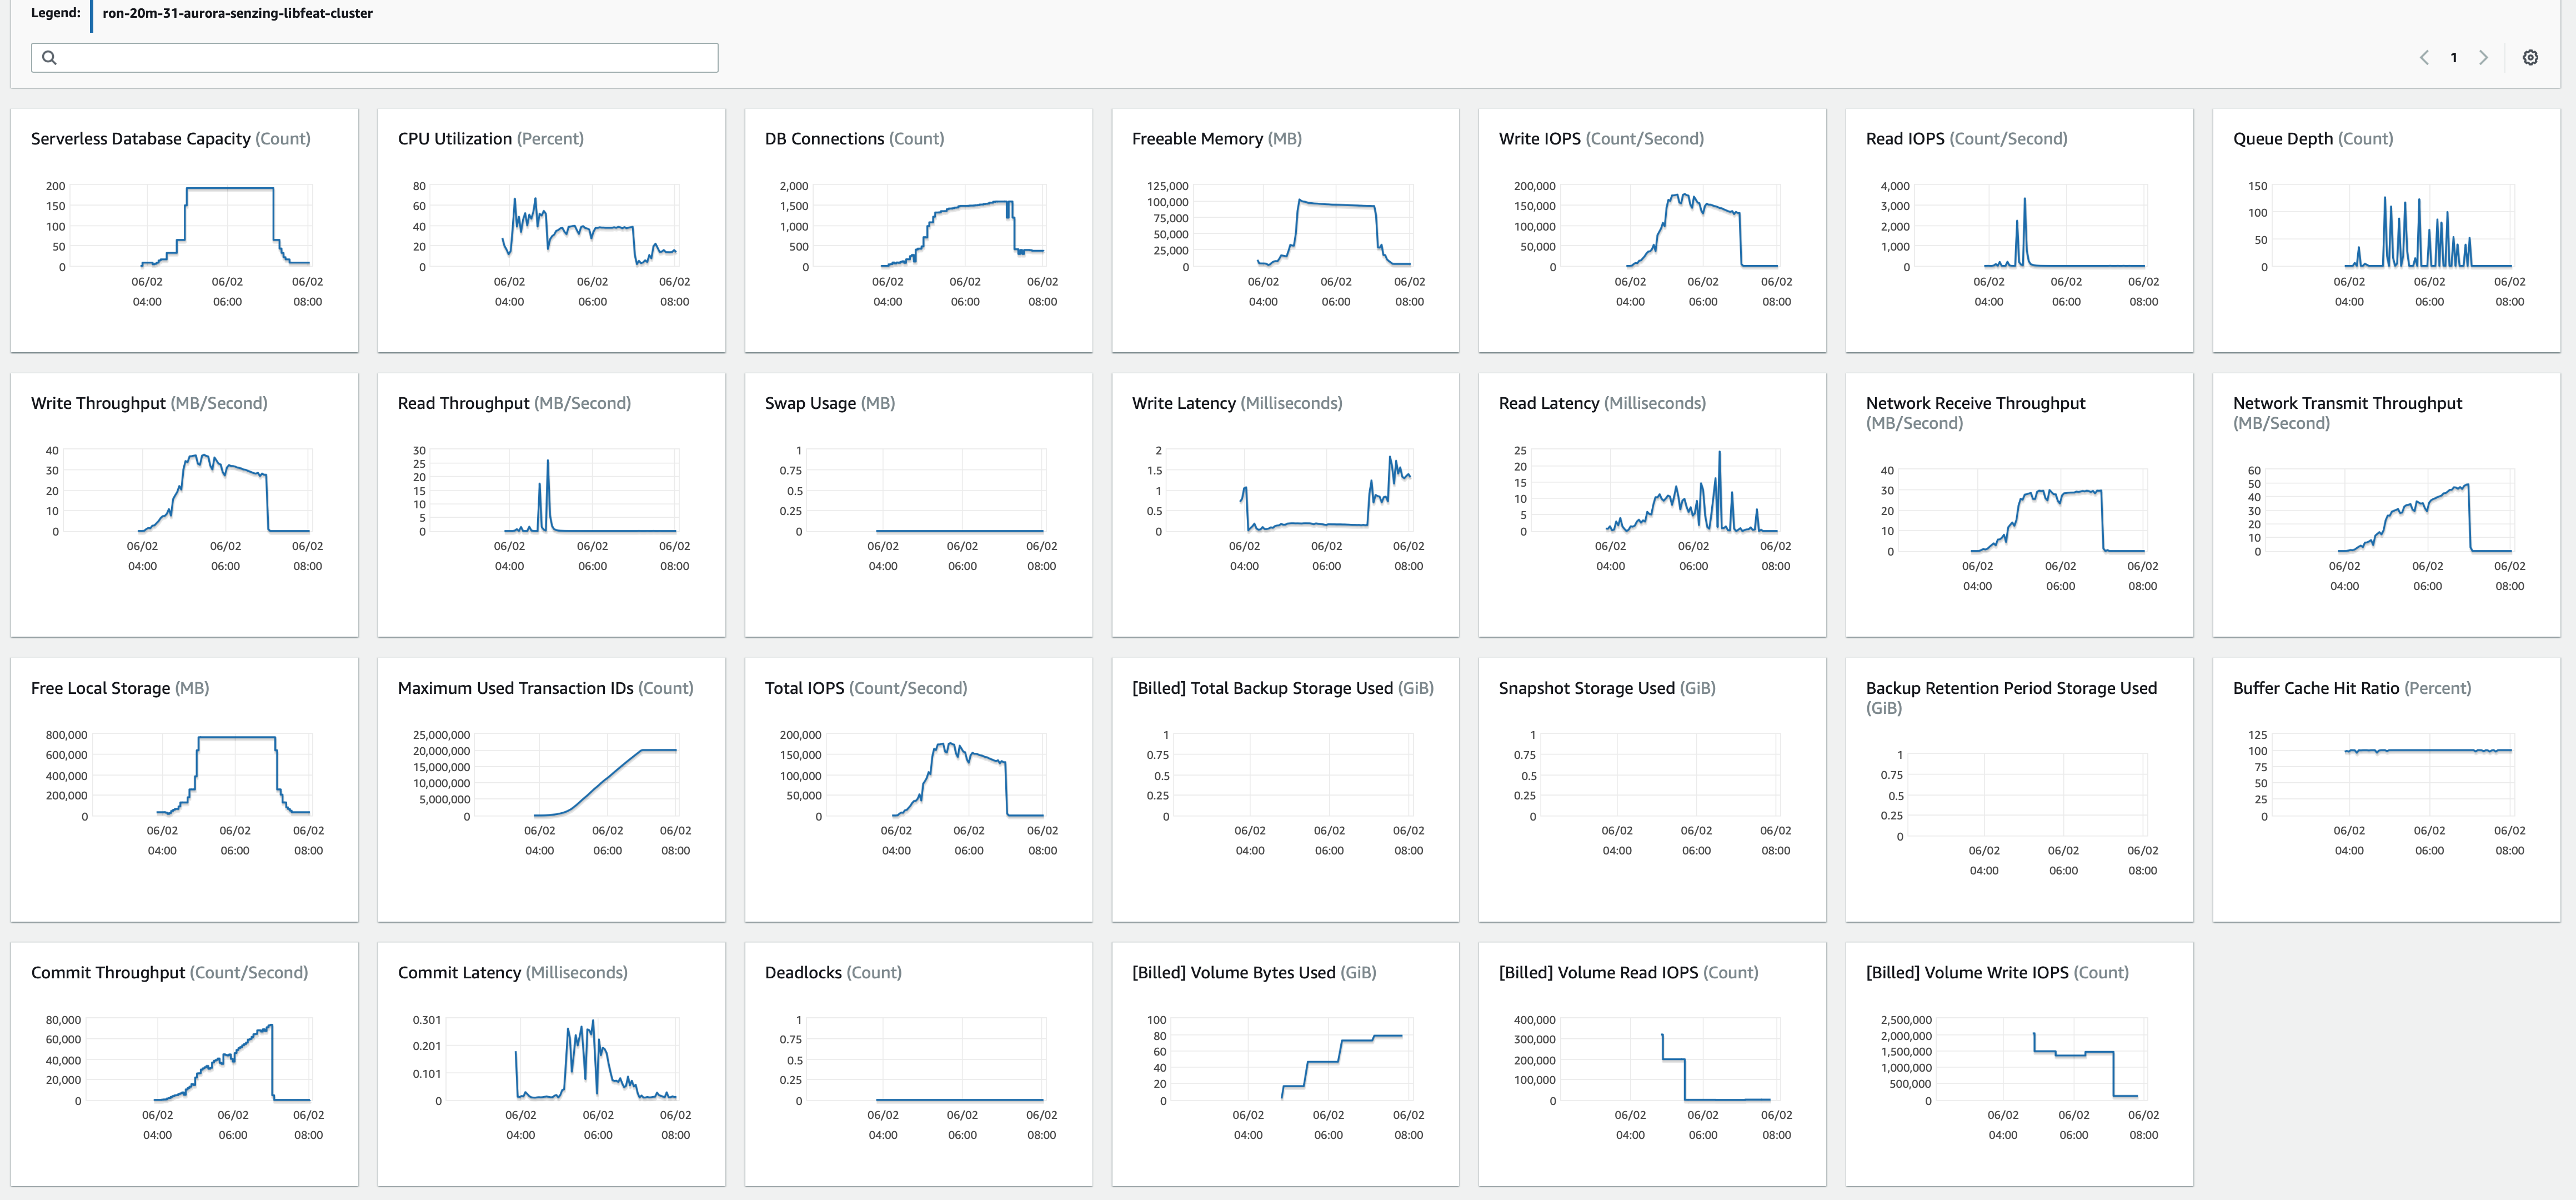 Legend: ron-20m-31-aurora-senzing-libfeat-cluster
1
Serverless Database Capacity (Count)
200
150
100
50
0
06/02 06/02 06/02
04:00 06:00 08:00
CPU Utilization (Percent)
80
60
40
20
0
06/02 06/02 06/02
04:00 06:00 08:00
DB Connections (Count)
2,000
1,500
1,000
500
0
06/02 06/02 06/02
04:00 06:00 08:00
Freeable Memory (MB)
125,000
100,000
75,000
50,000
25,000
0
06/02 06/02 06/02
04:00 06:00 08:00
Write IOPS (Count/Second)
200,000
150,000
100,000
50,000
0
06/02 06/02 06/02
04:00 06:00 08:00
Read IOPS (Count/Second)
4,000
3,000
2,000
1,000
0
06/02 06/02 06/02
04:00 06:00 08:00
Queue Depth (Count)
150
100
50
0
06/02 06/02 06/02
04:00 06:00 08:00
Write Throughput (MB/Second)
40
30
20
10
0
06/02 06/02 06/02
04:00 06:00 08:00
Read Throughput (MB/Second)
30
25
20
15
10
5
0
06/02 06/02 06/02
04:00 06:00 08:00
Swap Usage (MB)
1
0.75
0.5
0.25
0
06/02 06/02 06/02
04:00 06:00 08:00
Write Latency (Milliseconds)
2
1.5
1
0.5
0
06/02 06/02 06/02
04:00 06:00 08:00
Read Latency (Milliseconds)
25
20
15
10
5
0
06/02 06/02 06/02
04:00 06:00 08:00
Network Receive Throughput
(MB/Second)
40
30
20
10
0
06/02 06/02 06/02
04:00 06:00 08:00
Network Transmit Throughput
(MB/Second)
60
50
40
30
20
10
0
06/02 06/02 06/02
04:00 06:00 08:00
Free Local Storage (MB)
800,000
600,000
400,000
200,000
0
06/02 06/02 06/02
04:00 06:00 08:00
Maximum Used Transaction IDs (Count)
25,000,000
20,000,000
15,000,000
10,000,000
5,000,000
0
06/02 06/02 06/02
04:00 06:00 08:00
Total IOPS (Count/Second)
200,000
150,000
100,000
50,000
0
06/02 06/02 06/02
04:00 06:00 08:00
[Billed] Total Backup Storage Used (GiB)
1
0.75
0.5
0.25
0
06/02 06/02 06/02
04:00 06:00 08:00
Snapshot Storage Used (GiB)
1
0.75
0.5
0.25
0
06/02 06/02 06/02
04:00 06:00 08:00
Backup Retention Period Storage Used
(GiB)
1
0.75
0.5
0.25
0
06/02 06/02 06/02
04:00 06:00 08:00
Buffer Cache Hit Ratio (Percent)
125
100
75
50
25
0
06/02 06/02 06/02
04:00 06:00 08:00
Commit Throughput (Count/Second)
80,000
60,000
40,000
20,000
0
06/02 06/02 06/02
04:00 06:00 08:00
Commit Latency (Milliseconds)
0.301
0.201
0.101
0
06/02 06/02 06/02
04:00 06:00 08:00
Deadlocks (Count)
1
0.75
0.5
0.25
0
06/02 06/02 06/02
04:00 06:00 08:00
[Billed] Volume Bytes Used (GiB)
100
80
60
40
20
0
06/02 06/02 06/02
04:00 06:00 08:00
[Billed] Volume Read IOPS (Count)
400,000
300,000
200,000
100,000
0
06/02 06/02 06/02
04:00 06:00 08:00
[Billed] Volume Write IOPS (Count)
2,500,000
2,000,000
1,500,000
1,000,000
500,000
0
06/02 06/02 06/02
04:00 06:00 08:00